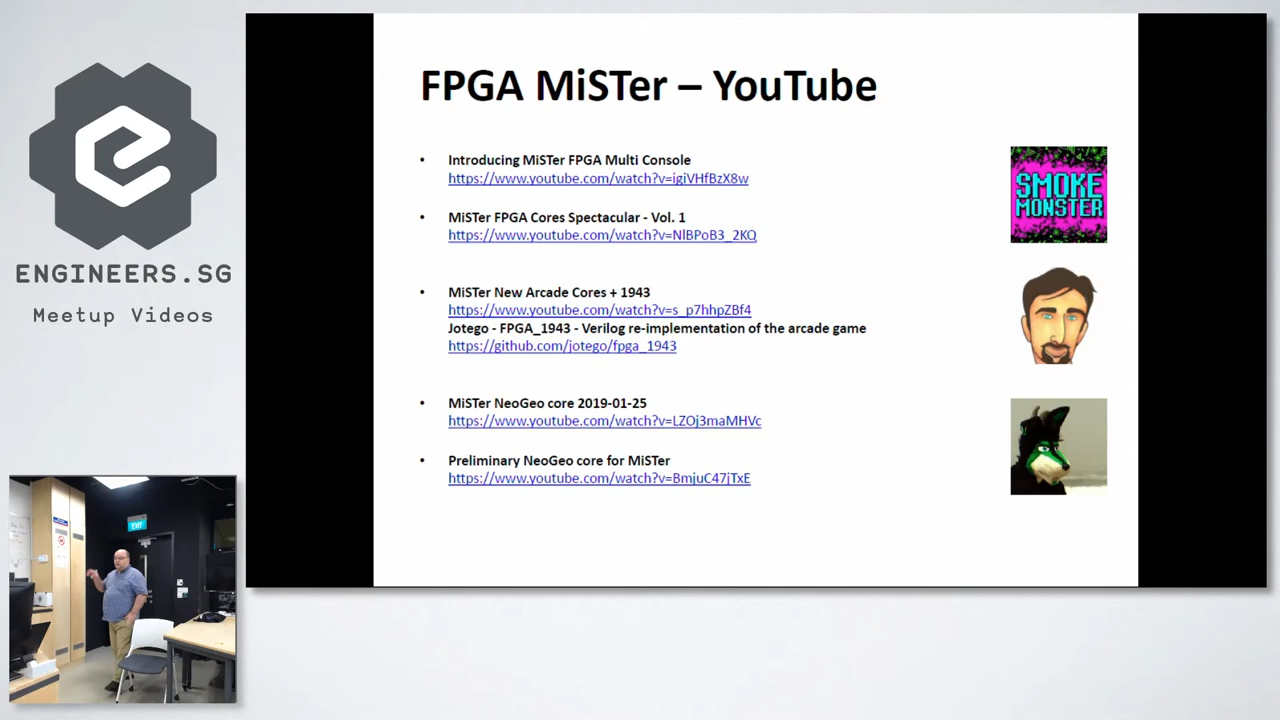 FPGA MiSTer – YouTube
• Introducing MiSTer FPGA Multi Console
https://www.youtube.com/watch?v=igiVHfBzX8w
• MiSTer FPGA Cores Spectacular - Vol. 1
https://www.youtube.com/watch?v=NlBPoB3_2KQ
• MiSTer New Arcade Cores + 1943
https://www.youtube.com/watch?v=s_p7hhpZBf4
Jotego - FPGA_1943 - Verilog re-implementation of the arcade game
https://github.com/jotego/fpga_1943
• MiSTer NeoGeo core 2019-01-25
https://www.youtube.com/watch?v=LZOj3maMHVc
• Preliminary NeoGeo core for MiSTer
https://www.youtube.com/watch?v=BmjuC47jTxE
SMOKE
MONSTER
ENGINEERS.SG
Meetup Videos
EXIT